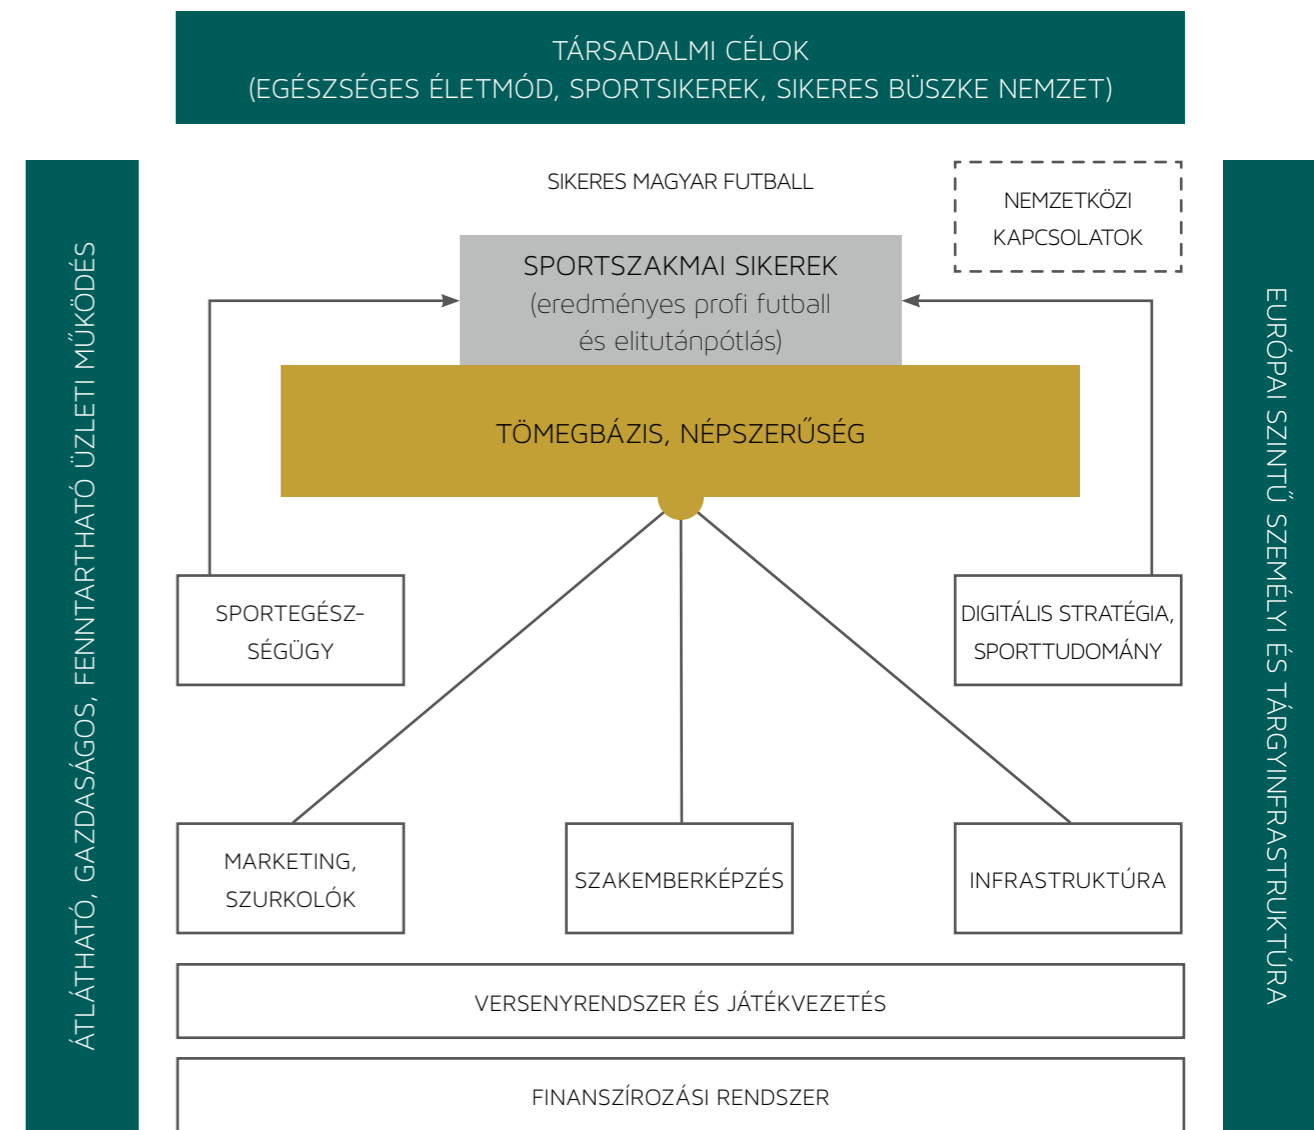 TÁRSADALMI CÉLOK
(EGÉSZSÉGES ÉLETMÓD, SPORTSIKEREK, SIKERES BÜSZKE NEMZET)
ÁTLÁTHATÓ, GAZDASÁGOS, FENNTARTHATÓ ÜZLETI MŰKÖDÉS
SIKERES MAGYAR FUTBALL
NEMZETKÖZI
KAPCSOLATOK
SPORTSZAKMAI SIKEREK
(eredményes profi futball
és elitutánpótlás)
TÖMEGBÁZIS, NÉPSZERŰSÉG
SPORTEGÉSZ-
SÉGÜGY
DIGITÁLIS STRATÉGIA,
SPORTTUDOMÁNY
MARKETING,
SZURKOLÓK
SZAKEMBERKÉPZÉS
INFRASTRUKTÚRA
VERSENYRENDSZER ÉS JÁTÉKVEZETÉS
FINANSZÍROZÁSI RENDSZER
EURÓPAI SZINTŰ SZEMÉLYI ÉS TÁRGYINFRASTRUKTÚRA